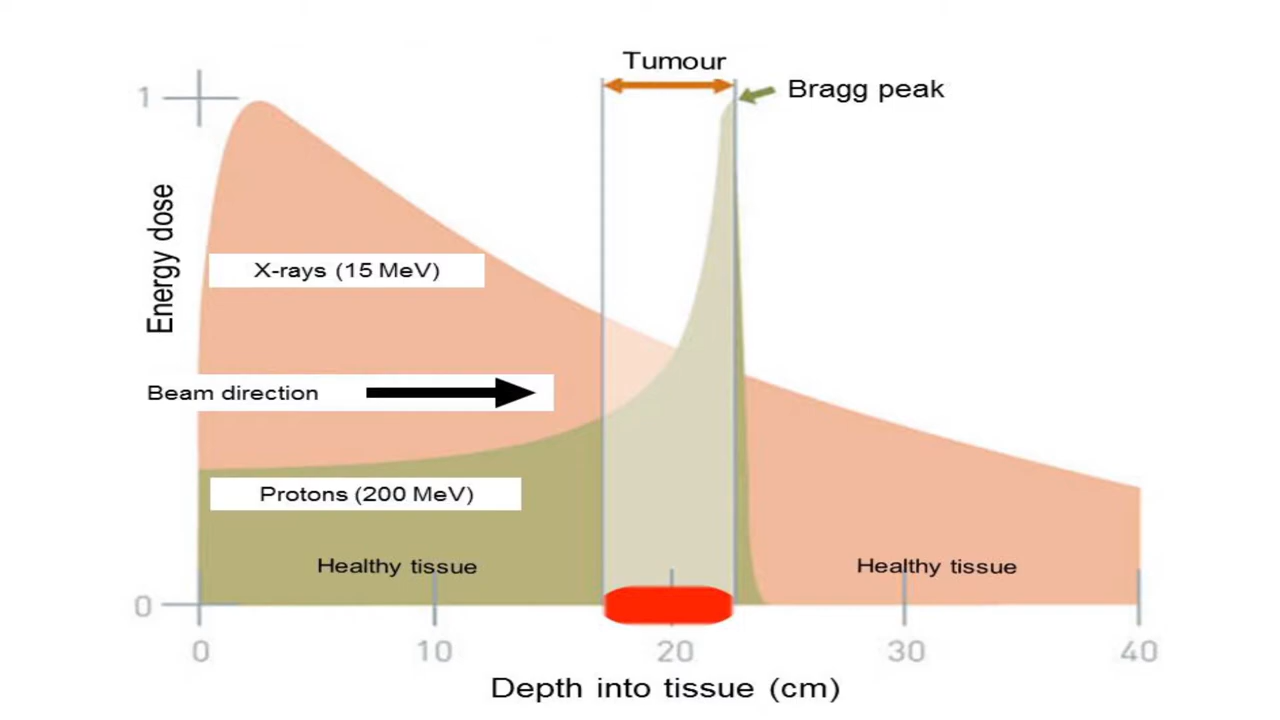 Tumour
Bragg peak
1
Energy dose
X-rays (15 MeV)
Beam direction
Protons (200 MeV)
Healthy tissue
Healthy tissue
0
0 10 20 30 40
Depth into tissue (cm)